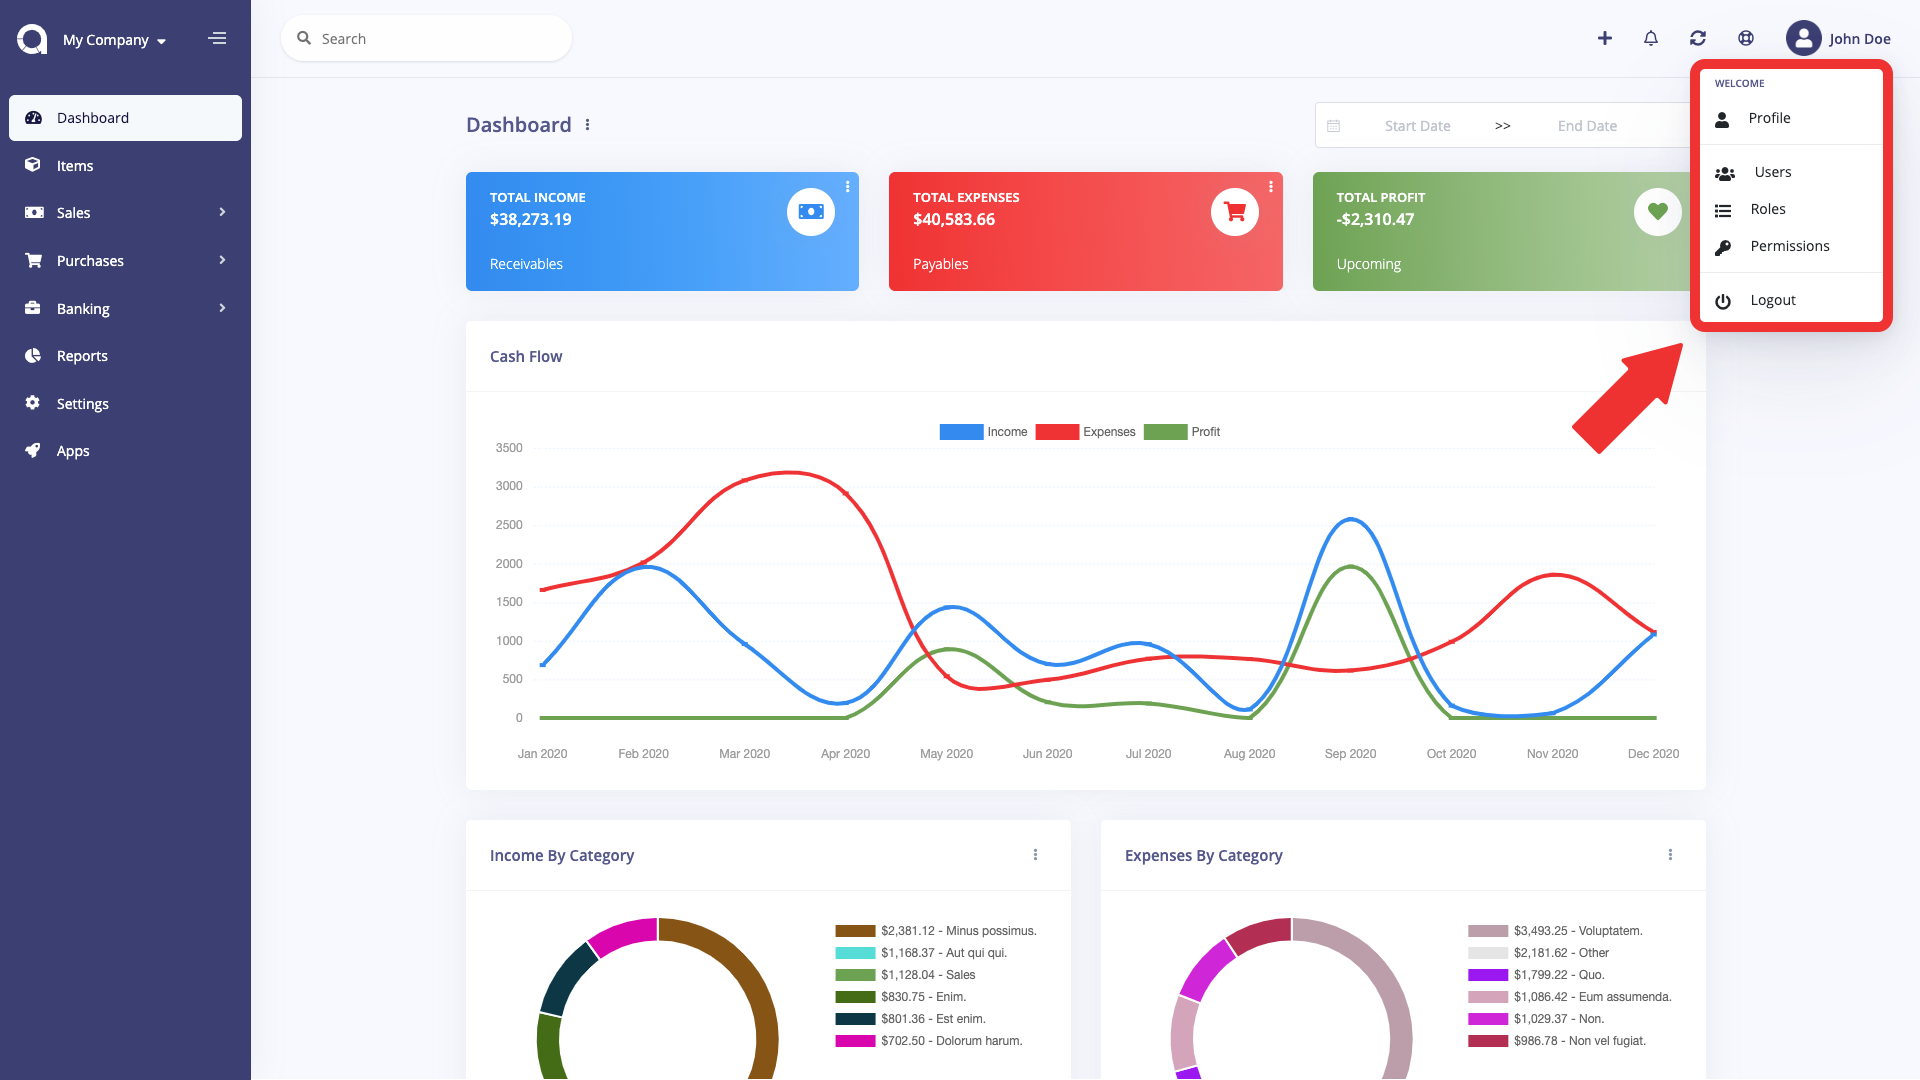 My Company
Search
John Doe
Dashboard
Items
Sales
Purchases
Banking
Reports
Settings
Apps
WELCOME
Profile
Users
Roles
Permissions
Logout
Dashboard
Start Date >> End Date
TOTAL INCOME
$38,273.19
Receivables
TOTAL EXPENSES
$40,583.66
Payables
TOTAL PROFIT
-$2,310.47
Upcoming
Cash Flow
Income Expenses Profit
3500
3000
2500
2000
1500
1000
500
0
Jan 2020 Feb 2020 Mar 2020 Apr 2020 May 2020 Jun 2020 Jul 2020 Aug 2020 Sep 2020 Oct 2020 Nov 2020 Dec 2020
Income By Category
$2,381.12 - Minus possimus.
$1,168.37 - Aut qui qui.
$1,128.04 - Sales
$830.75 - Enim.
$801.36 - Est enim.
$702.50 - Dolorum harum.
Expenses By Category
$3,493.25 - Voluptatem.
$2,181.62 - Other
$1,799.22 - Quo.
$1,086.42 - Eum assumenda.
$1,029.37 - Non.
$986.78 - Non vel fugiat.